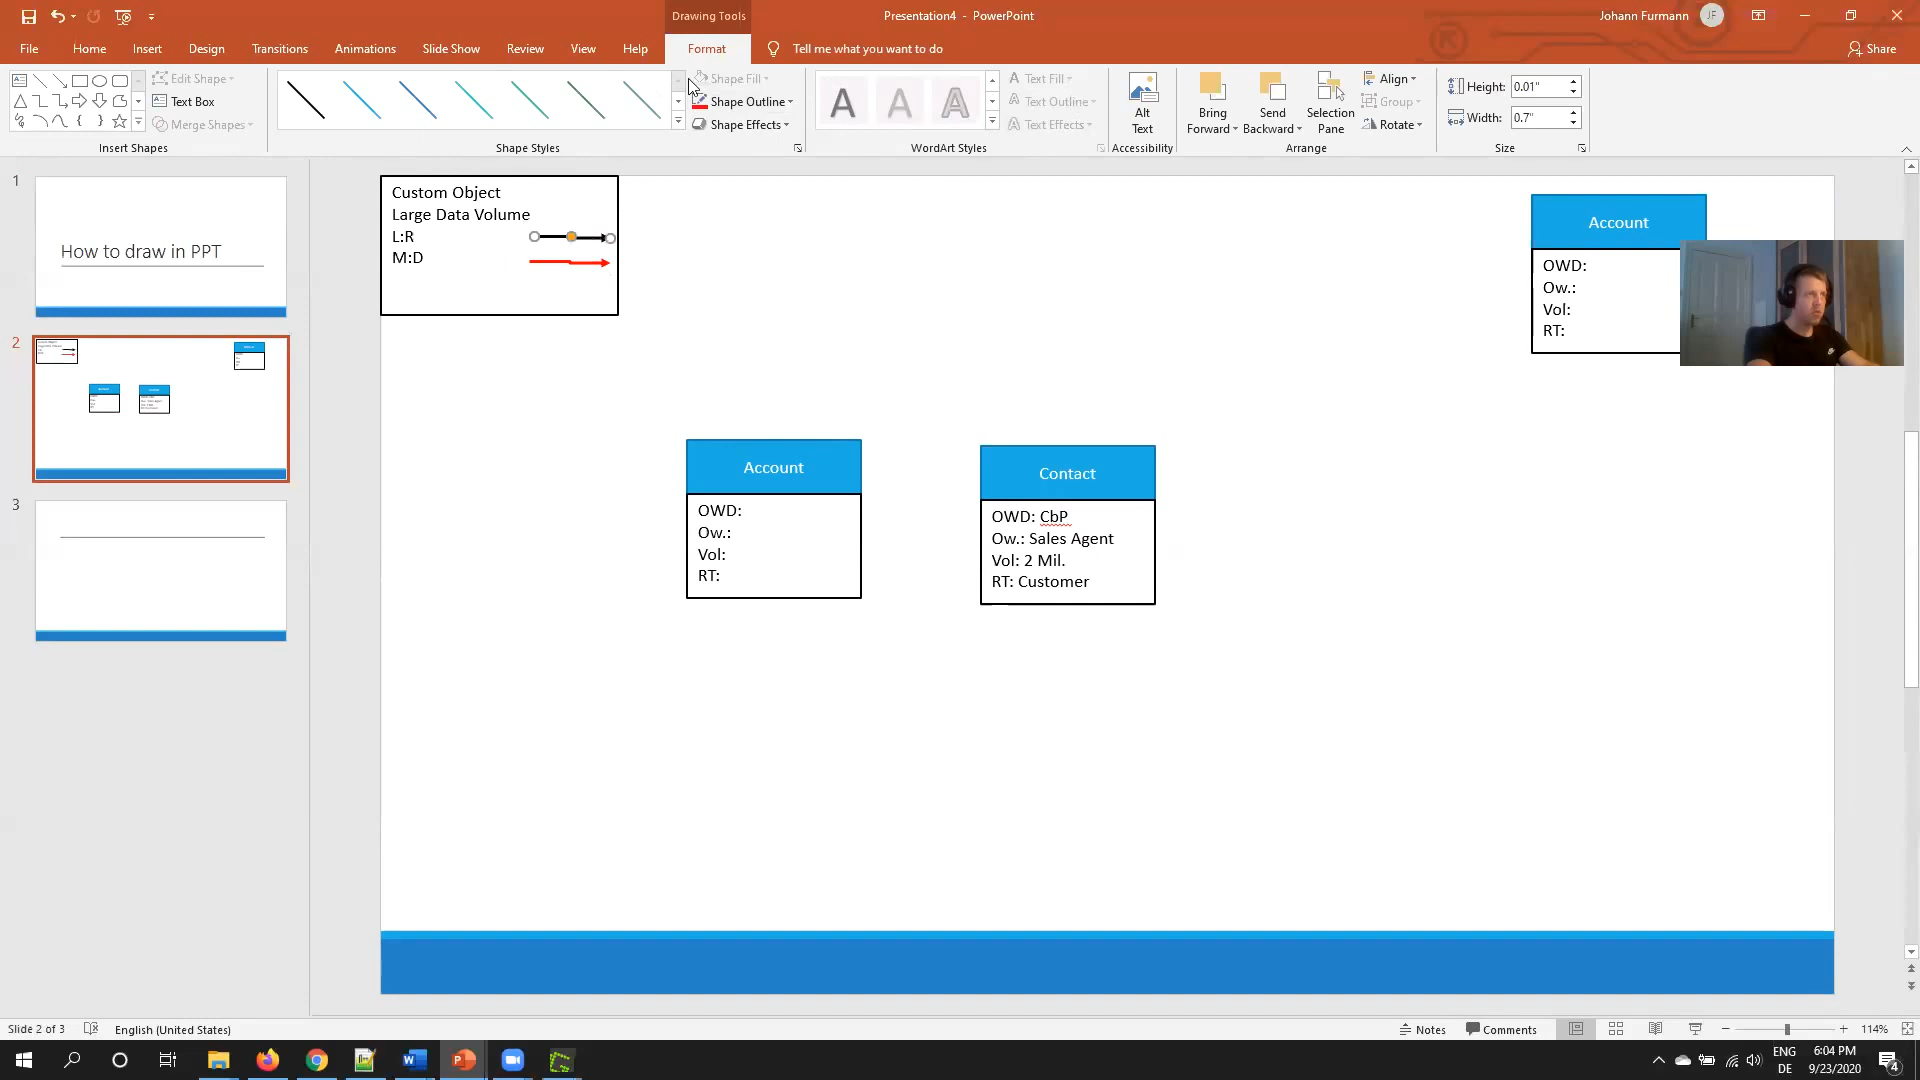 Drawing Tools
Presentation4 - PowerPoint
Johann Furmann
JF
File
Home
Insert
Design
Transitions
Animations
Slide Show
Review
View
Help
Format
Tell me what you want to do
Share
Edit Shape
Text Box
Merge Shapes
Insert Shapes
Shape Styles
Shape Fill
Shape Outline
Shape Effects
A A A
WordArt Styles
Text Fill
Text Outline
Text Effects
Alt
Text
Accessibility
Bring
Forward
Send
Backward
Selection
Pane
Align
Group
Rotate
Arrange
Height: 0.01"
Width: 0.7"
Size
1
How to draw in PPT
2
3
Custom Object
Large Data Volume
L:R
M:D
Account
OWD:
Ow.:
Vol:
RT:
Account
OWD:
Ow.:
Vol:
RT:
Contact
OWD: CbP
Ow.: Sales Agent
Vol: 2 Mil.
RT: Customer
Slide 2 of 3
English (United States)
Notes
Comments
114%
ENG
DE
6:04 PM
9/23/2020
4